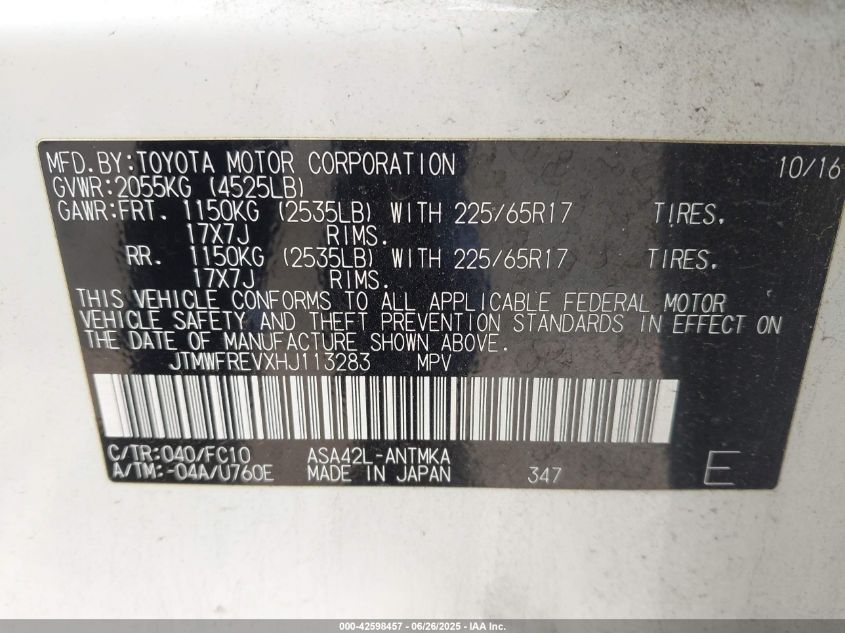 MFD.BY:TOYOTA MOTOR CORPORATION 10/16
GVWR:2055KG (4525LB)
GAWR:FRT. 1150KG (2535LB) WITH 225/65R17 TIRES.
17X7J RIMS.
RR. 1150KG (2535LB) WITH 225/65R17 TIRES.
17X7J RIMS.
THIS VEHICLE CONFORMS TO ALL APPLICABLE FEDERAL MOTOR
VEHICLE SAFETY AND THEFT PREVENTION STANDARDS IN EFFECT ON
THE DATE OF MANUFACTURE SHOWN ABOVE.
JTMWFREVXHJ113283 MPV
C/TR:040/FC10 ASA42L-ANTMKA
A/TM:-04A/U760E MADE IN JAPAN 347 E
000-42598457 - 06/26/2025 - IAA Inc.